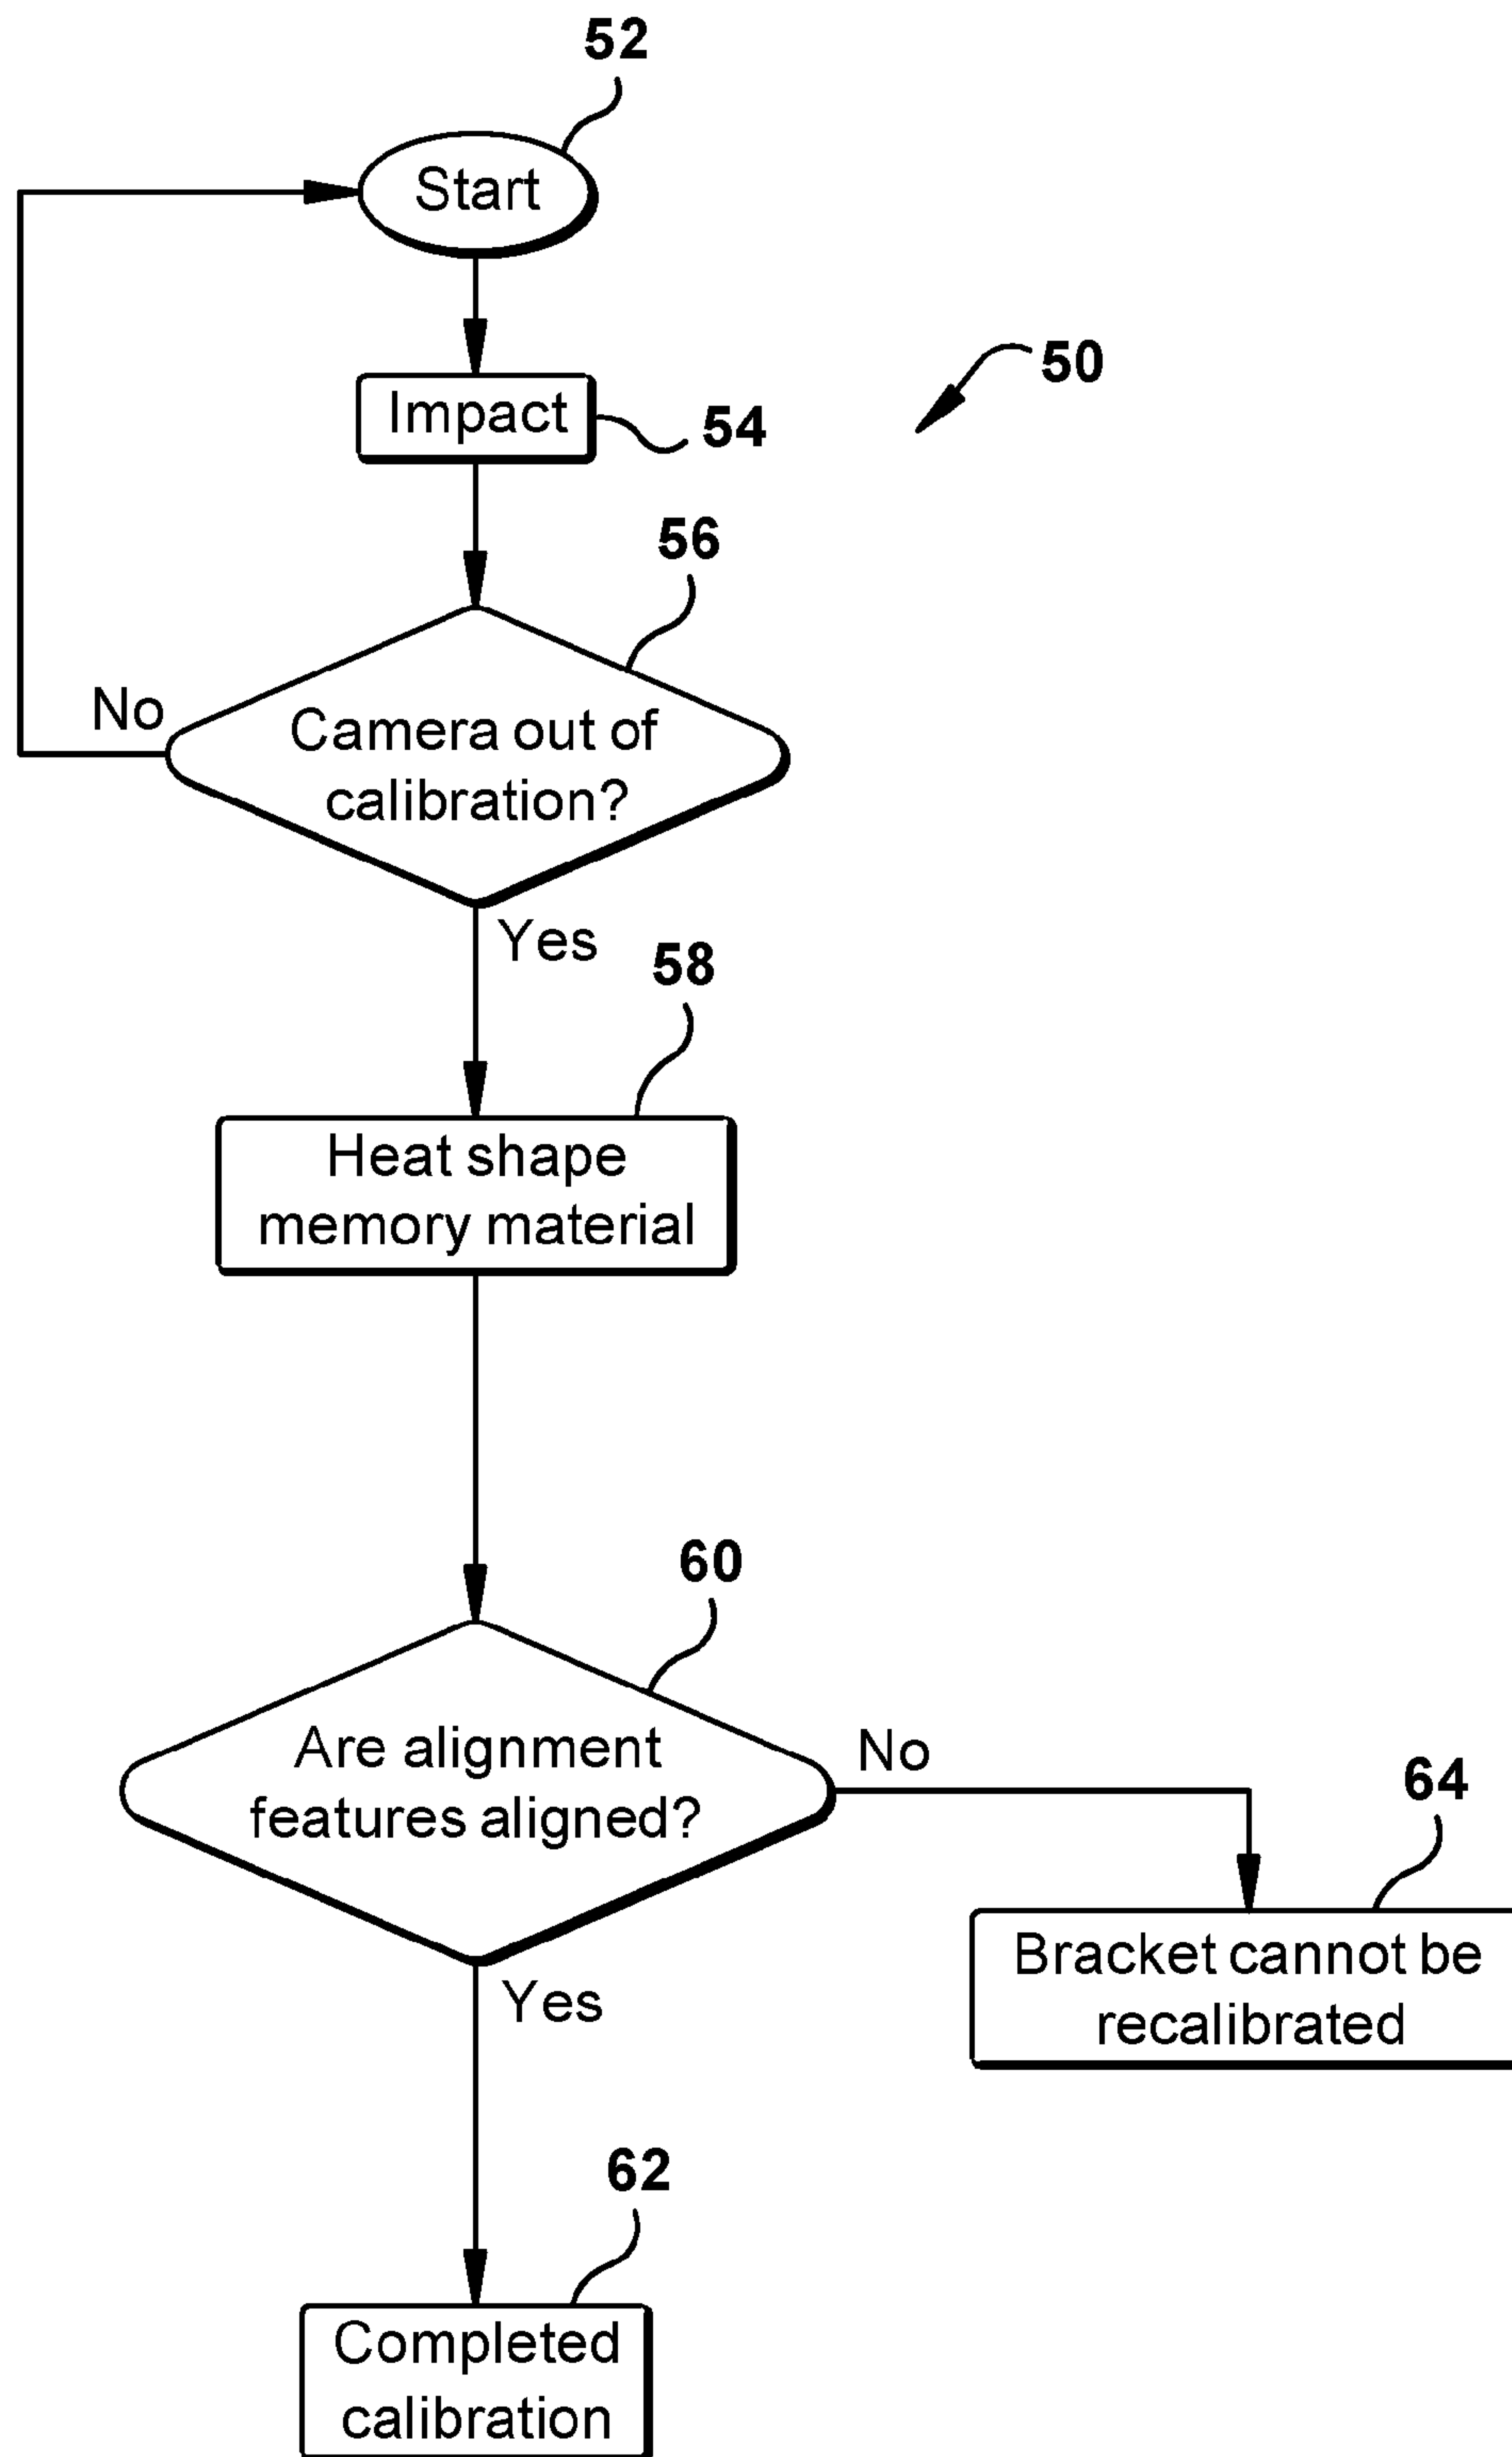 52
Start
50
Impact
54
56
No
Camera out of
calibration?
Yes
58
Heat shape
memory material
60
Are alignment
features aligned?
No
64
Bracket cannot be
recalibrated
Yes
62
Completed
calibration